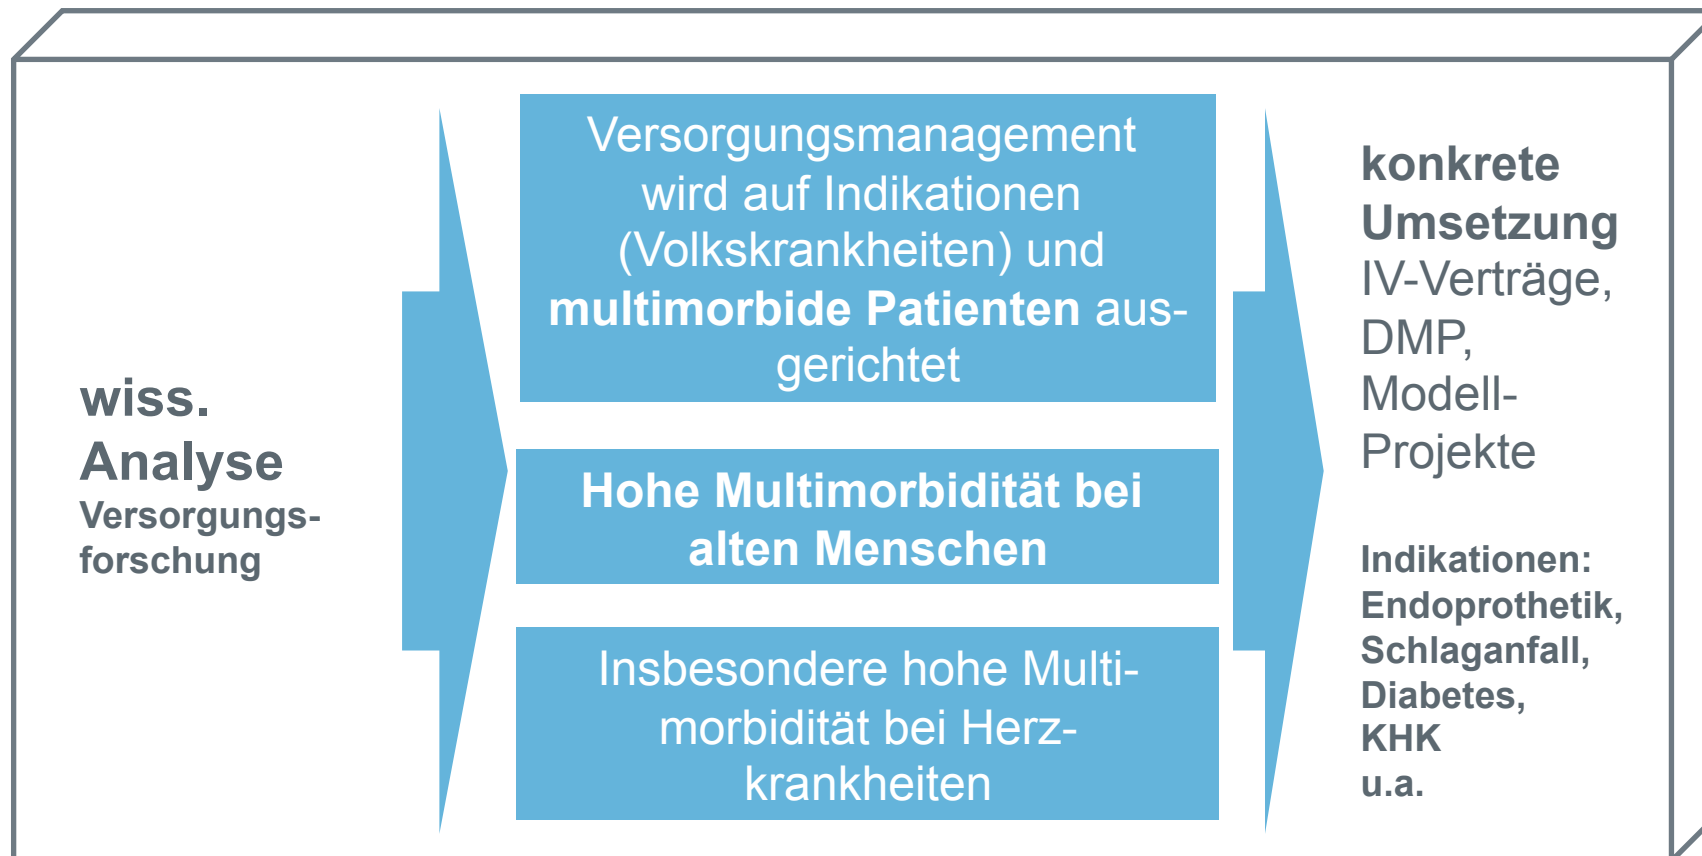 wiss.
Analyse
Versorgungs-
forschung
Versorgungsmanagement
wird auf Indikationen
(Volkskrankheiten) und
multimorbide Patienten aus-
gerichtet
Hohe Multimorbidität bei
alten Menschen
Insbesondere hohe Multi-
morbidität bei Herz-
krankheiten
konkrete
Umsetzung
IV-Verträge,
DMP,
Modell-
Projekte
Indikationen:
Endoprothetik,
Schlaganfall,
Diabetes,
KHK
u.a.